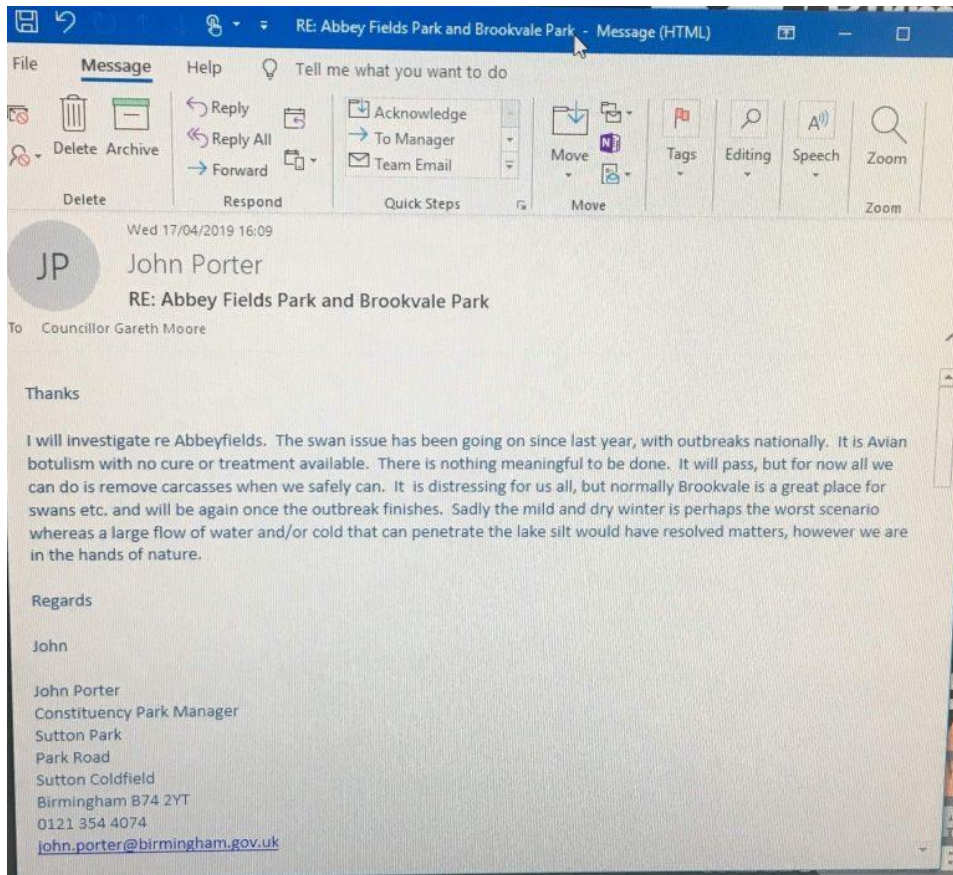 RE: Abbey Fields Park and Brookvale Park - Message (HTML)
File Message Help Tell me what you want to do
Delete Archive
Reply
Reply All
Forward
Acknowledge
To Manager
Team Email
Move
Tags
Editing
Speech
Zoom
Delete Respond Quick Steps Move Zoom
Wed 17/04/2019 16:09
JP
John Porter
RE: Abbey Fields Park and Brookvale Park
To Councillor Gareth Moore
Thanks
I will investigate re Abbeyfields. The swan issue has been going on since last year, with outbreaks nationally. It is Avian
botulism with no cure or treatment available. There is nothing meaningful to be done. It will pass, but for now all we
can do is remove carcasses when we safely can. It is distressing for us all, but normally Brookvale is a great place for
swans etc. and will be again once the outbreak finishes. Sadly the mild and dry winter is perhaps the worst scenario
whereas a large flow of water and/or cold that can penetrate the lake silt would have resolved matters, however we are
in the hands of nature.
Regards
John
John Porter
Constituency Park Manager
Sutton Park
Park Road
Sutton Coldfield
Birmingham B74 2YT
0121 354 4074
john.porter@birmingham.gov.uk